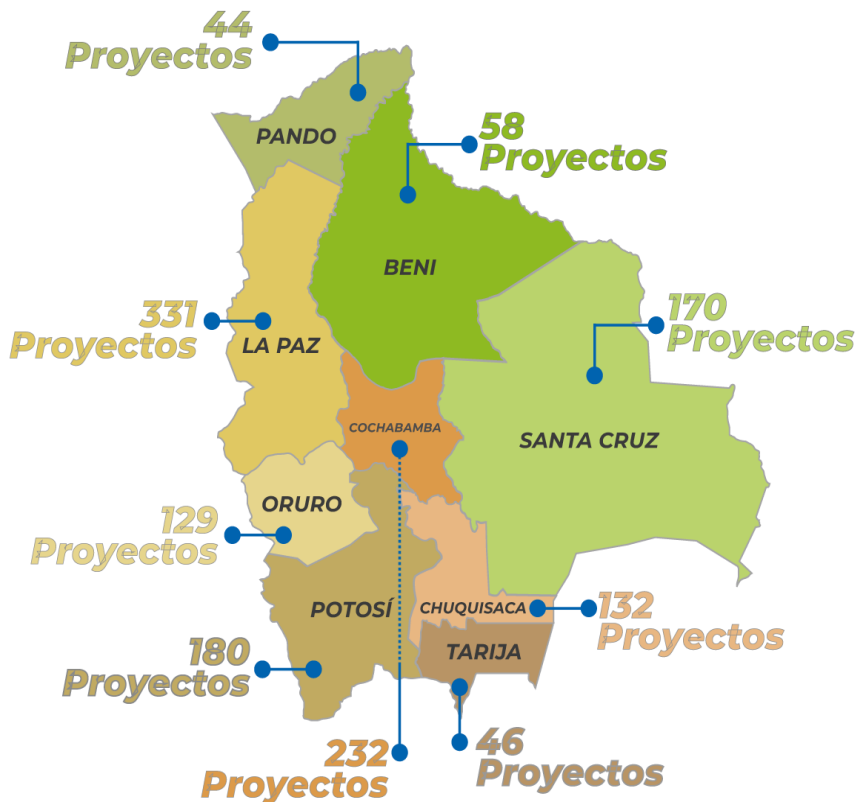 44
Proyectos
PANDO
58
Proyectos
BENI
331
Proyectos
LA PAZ
170
Proyectos
COCHABAMBA
SANTA CRUZ
ORURO
129
Proyectos
POTOSÍ
CHUQUISACA
132
Proyectos
TARIJA
180
Proyectos
232
Proyectos
46
Proyectos